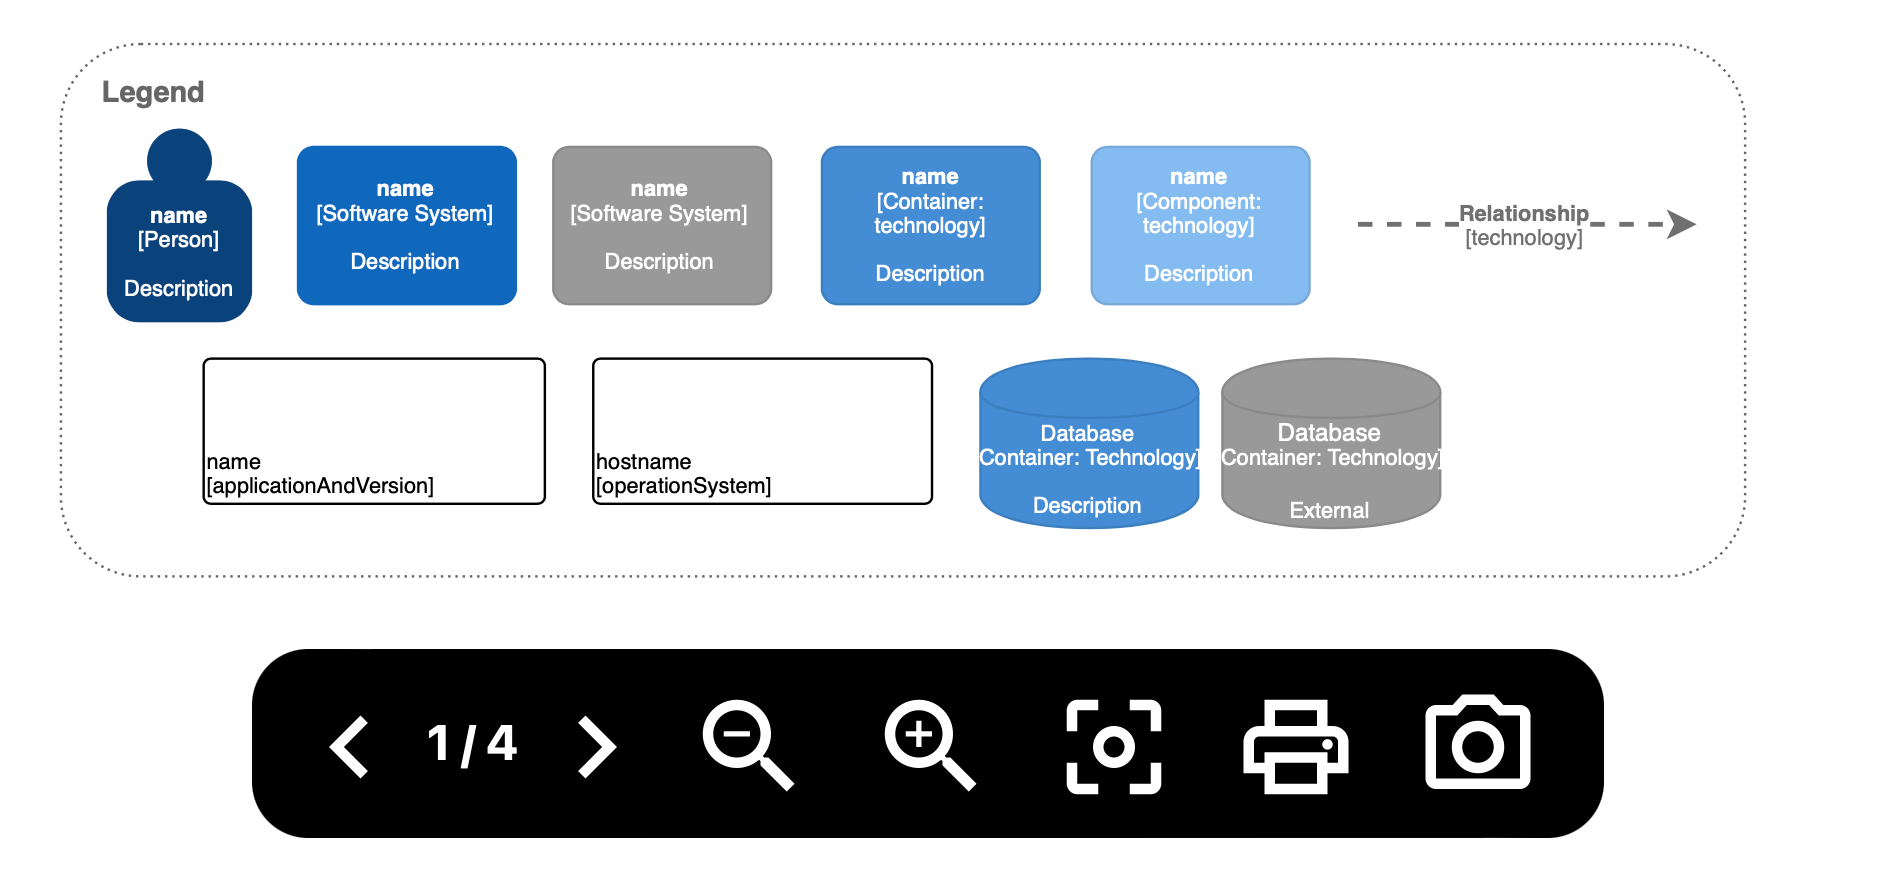 Legend
name
[Person]
Description
name
[Software System]
Description
name
[Software System]
Description
name
[Container:
technology]
Description
name
[Component:
technology]
Description
Relationship
[technology]
name
[applicationAndVersion]
hostname
[operationSystem]
Database
Container: Technology]
Description
Database
Container: Technology]
External
1/4